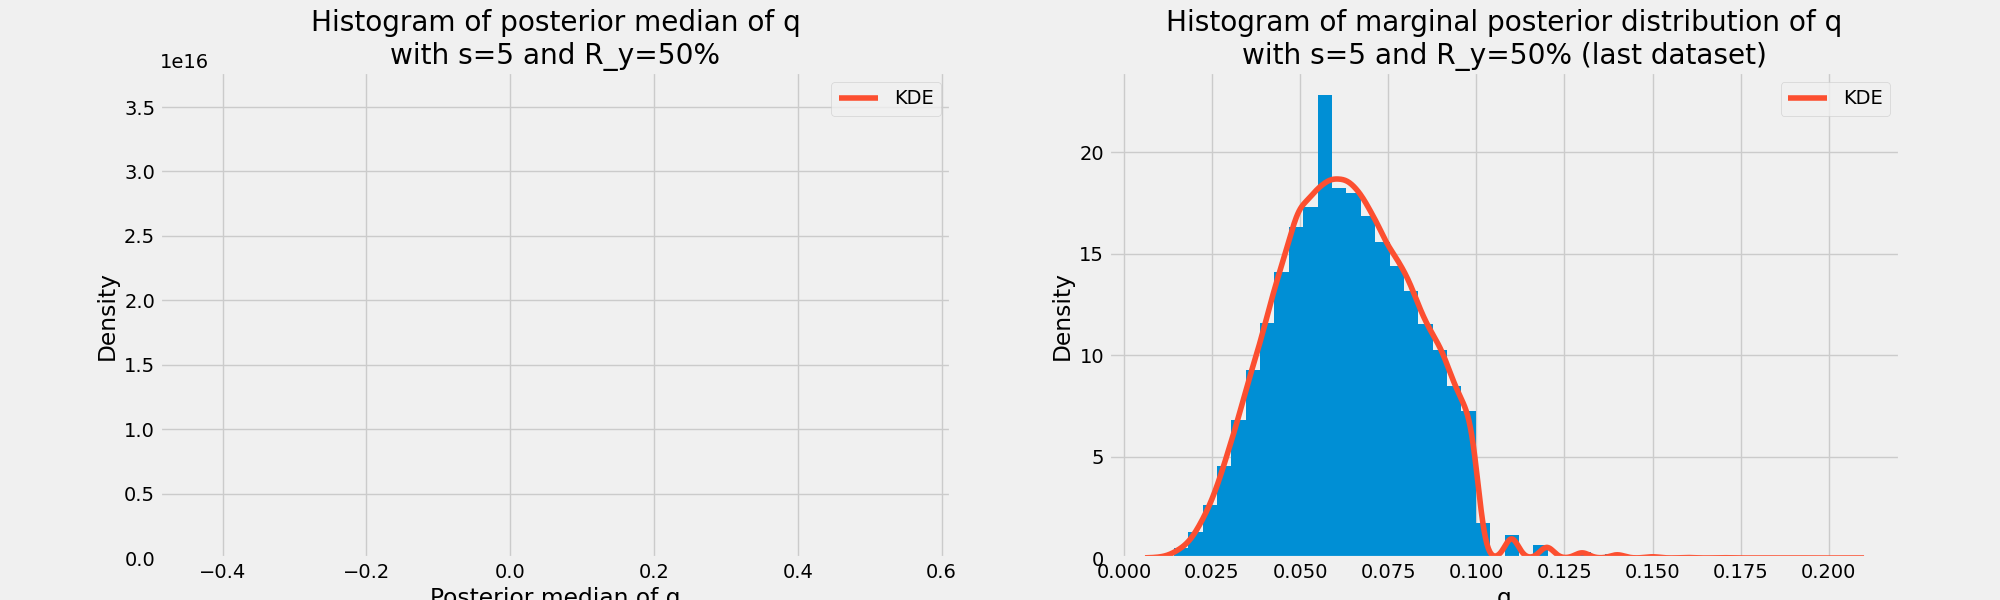 Histogram of posterior median of q
with s=5 and R_y=50%
1e16
KDE
3.5
3.0
2.5
2.0
1.5
1.0
0.5
0.0
Density
−0.4 −0.2 0.0 0.2 0.4 0.6
Posterior median of q
Histogram of marginal posterior distribution of q
with s=5 and R_y=50% (last dataset)
KDE
20
15
10
5
0
Density
0.000 0.025 0.050 0.075 0.100 0.125 0.150 0.175 0.200
q